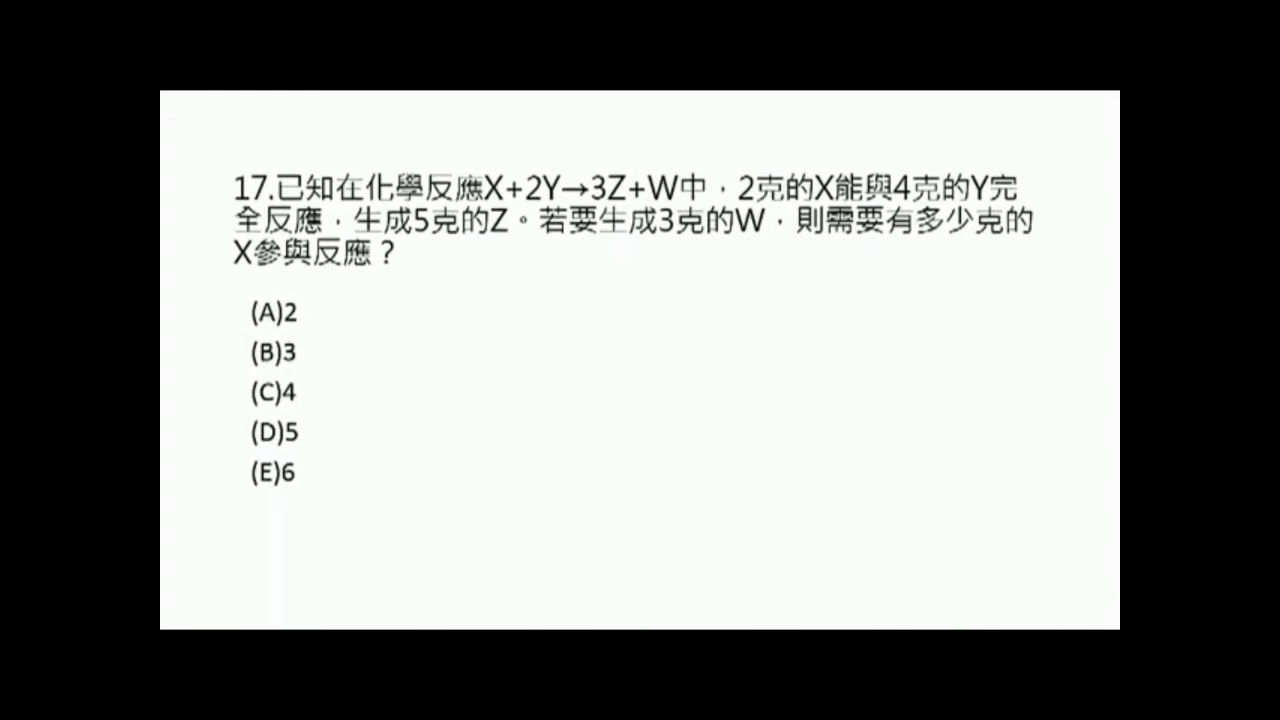 17.已知在化學反應X+2Y→3Z+W中，2克的X能與4克的Y完
全反應，生成5克的Z。若要生成3克的W，則需要有多少克的
X參與反應？
(A)2
(B)3
(C)4
(D)5
(E)6